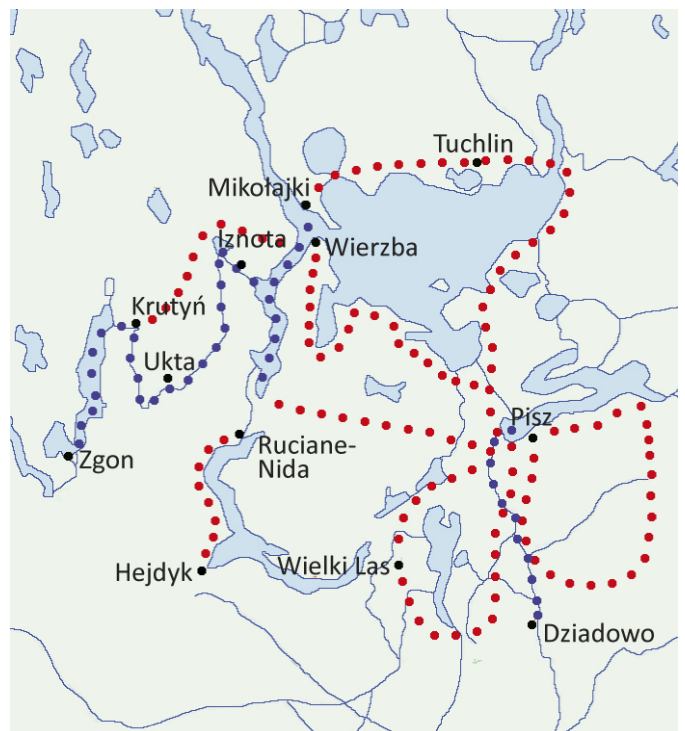 Tuchlin
Mikołajki
Iznota
Wierzba
Krutyń
Ukta
Pisz
Ruciane-
Nida
Zgon
Hejdyk
Wielki Las
Dziadowo